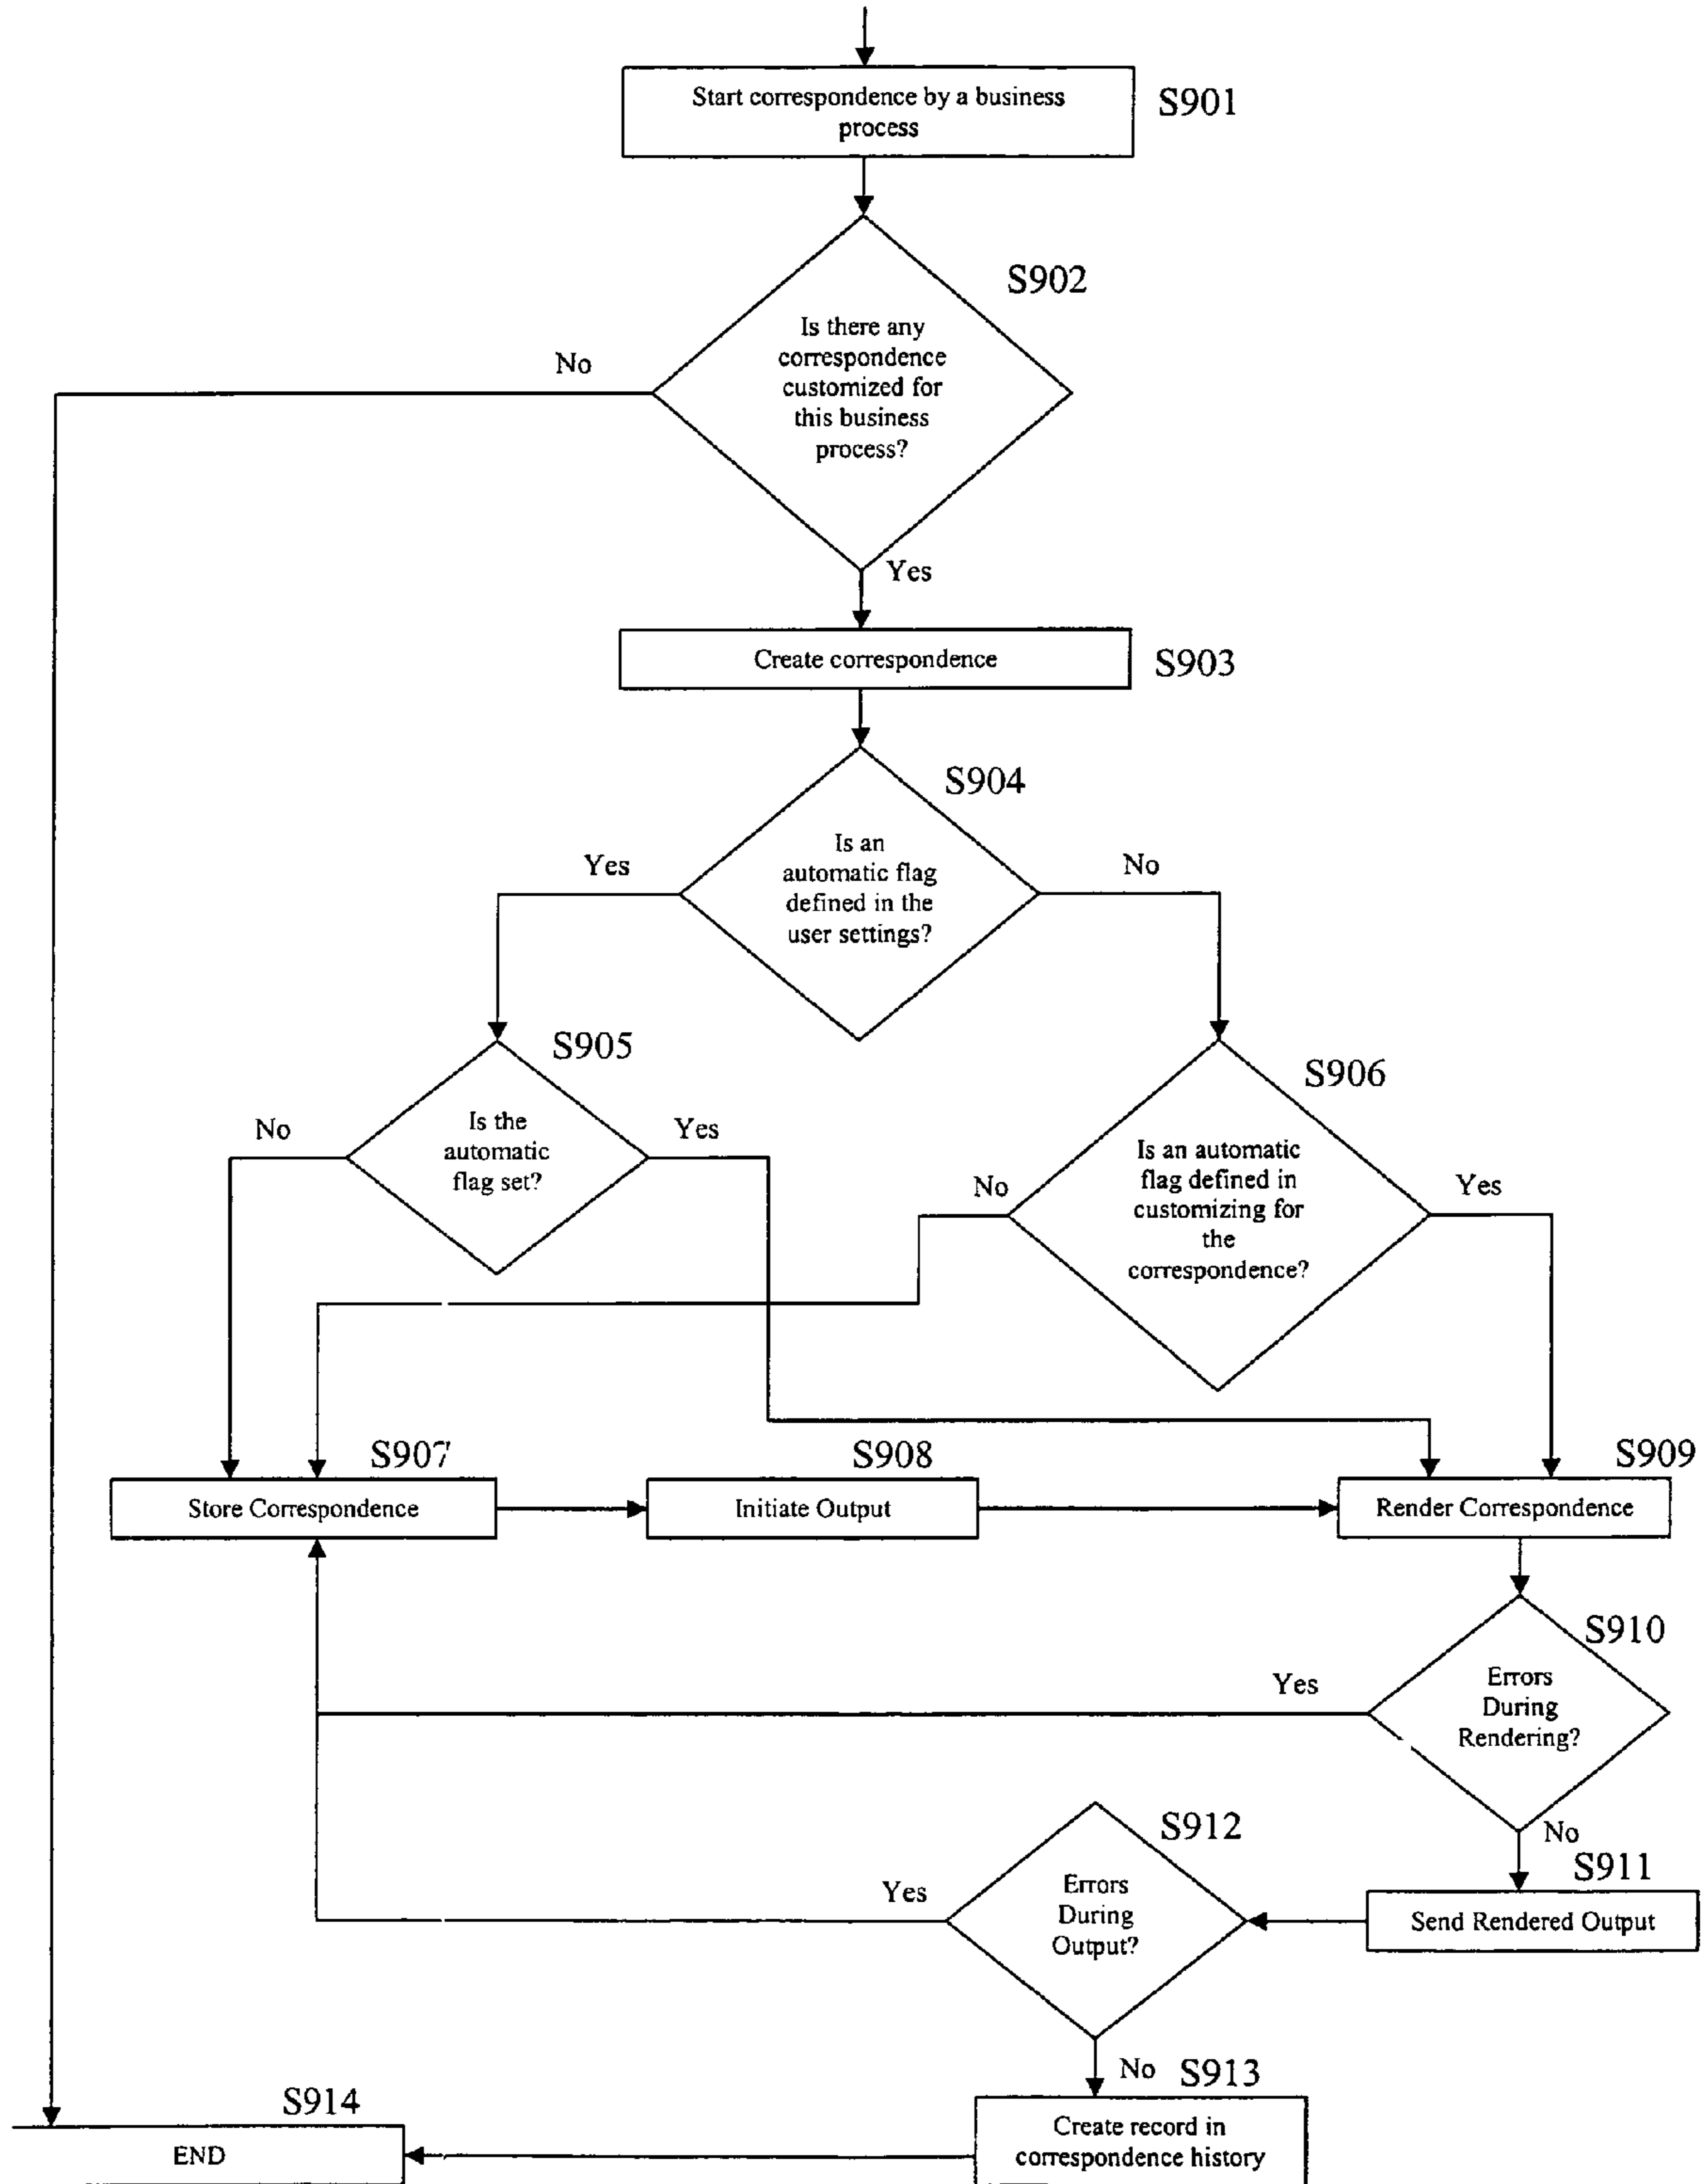 Start correspondence by a business
process
S901
S902
Is there any
correspondence
customized for
this business
process?
No
Yes
Create correspondence
S903
S904
Is an
automatic flag
defined in the
user settings?
Yes
No
S905
Is the
automatic
flag set?
No
Yes
S906
Is an automatic
flag defined in
customizing for
the
correspondence?
No
Yes
S907
Store Correspondence
S908
Initiate Output
S909
Render Correspondence
S910
Errors
During
Rendering?
Yes
No
S911
Send Rendered Output
S912
Errors
During
Output?
Yes
No
S913
Create record in
correspondence history
S914
END